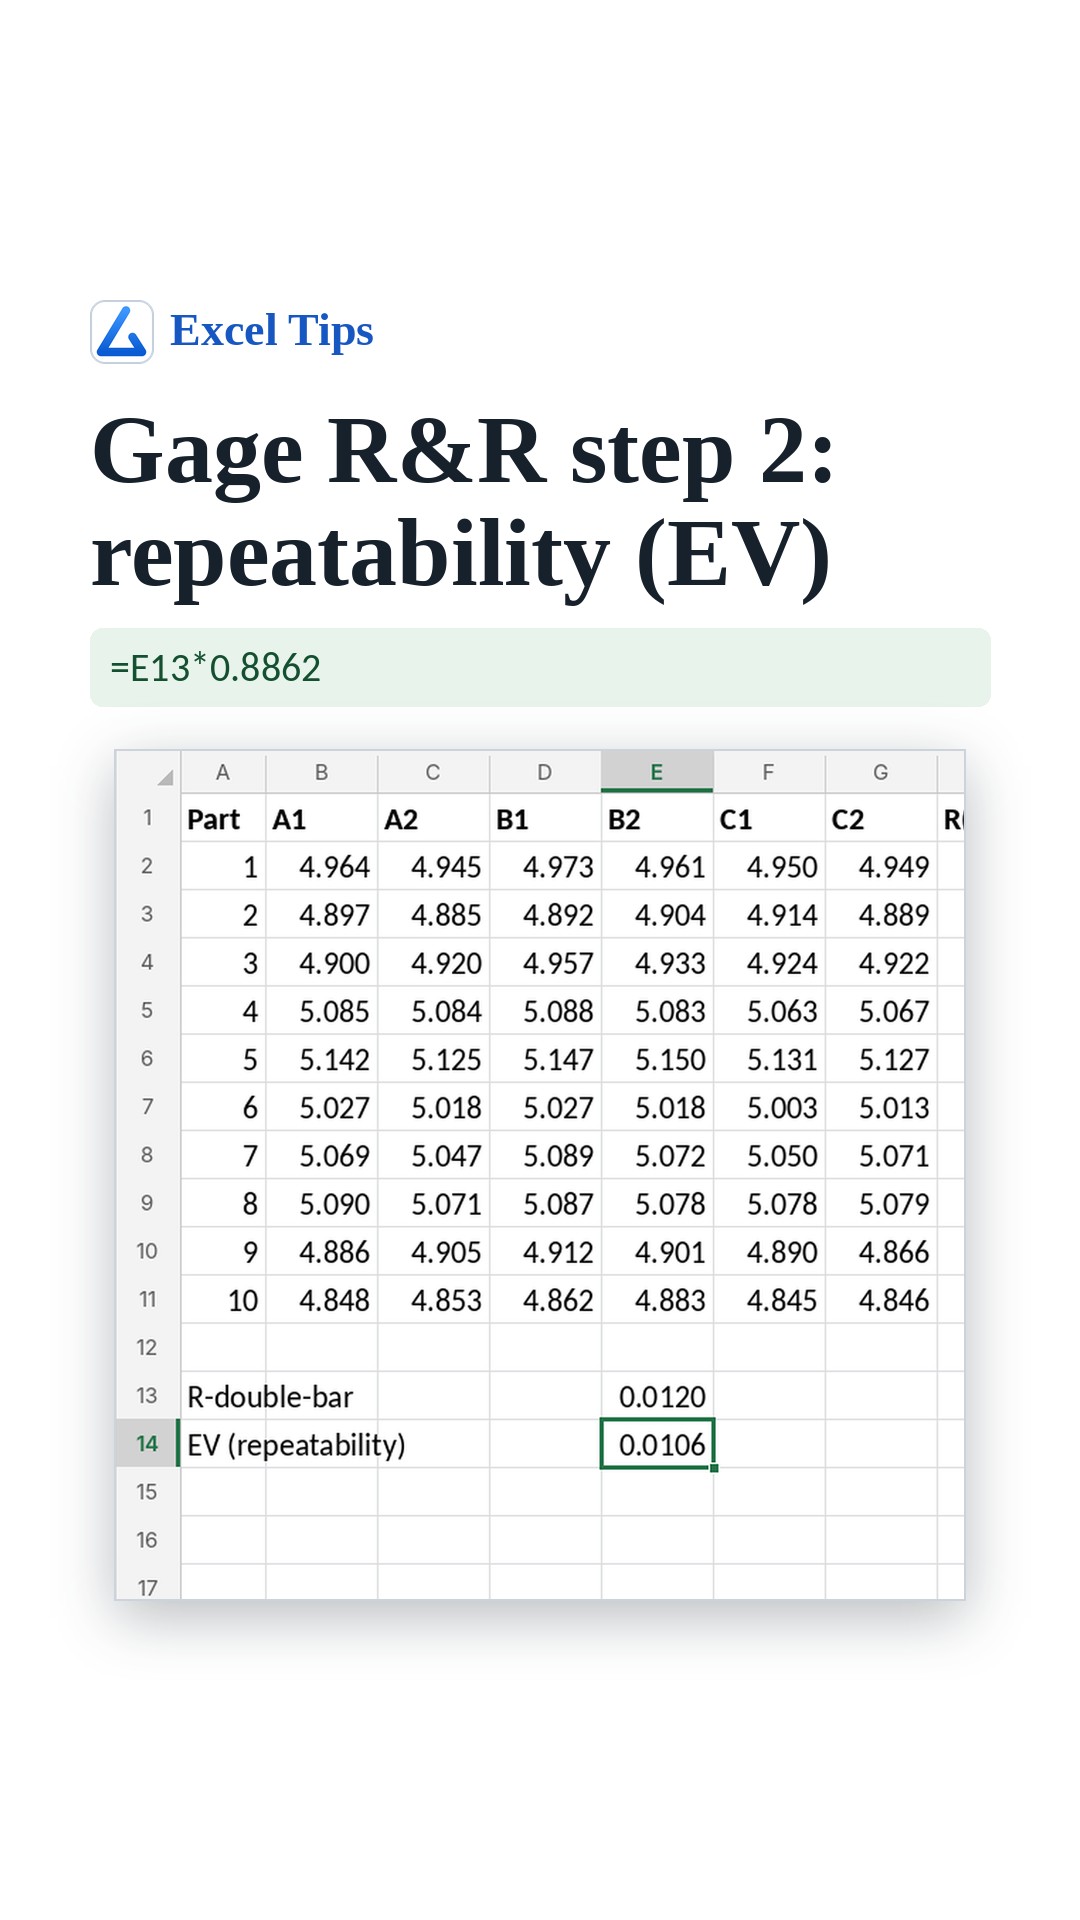 Excel Tips
Gage R&R step 2:
repeatability (EV)
=E13*0.8862
A B C D E F G
1 Part A1 A2 B1 B2 C1 C2
2 1 4.964 4.945 4.973 4.961 4.950 4.949
3 2 4.897 4.885 4.892 4.904 4.914 4.889
4 3 4.900 4.920 4.957 4.933 4.924 4.922
5 4 5.085 5.084 5.088 5.083 5.063 5.067
6 5 5.142 5.125 5.147 5.150 5.131 5.127
7 6 5.027 5.018 5.027 5.018 5.003 5.013
8 7 5.069 5.047 5.089 5.072 5.050 5.071
9 8 5.090 5.071 5.087 5.078 5.078 5.079
10 9 4.886 4.905 4.912 4.901 4.890 4.866
11 10 4.848 4.853 4.862 4.883 4.845 4.846
12
13 R-double-bar 0.0120
14 EV (repeatability) 0.0106
15
16
17